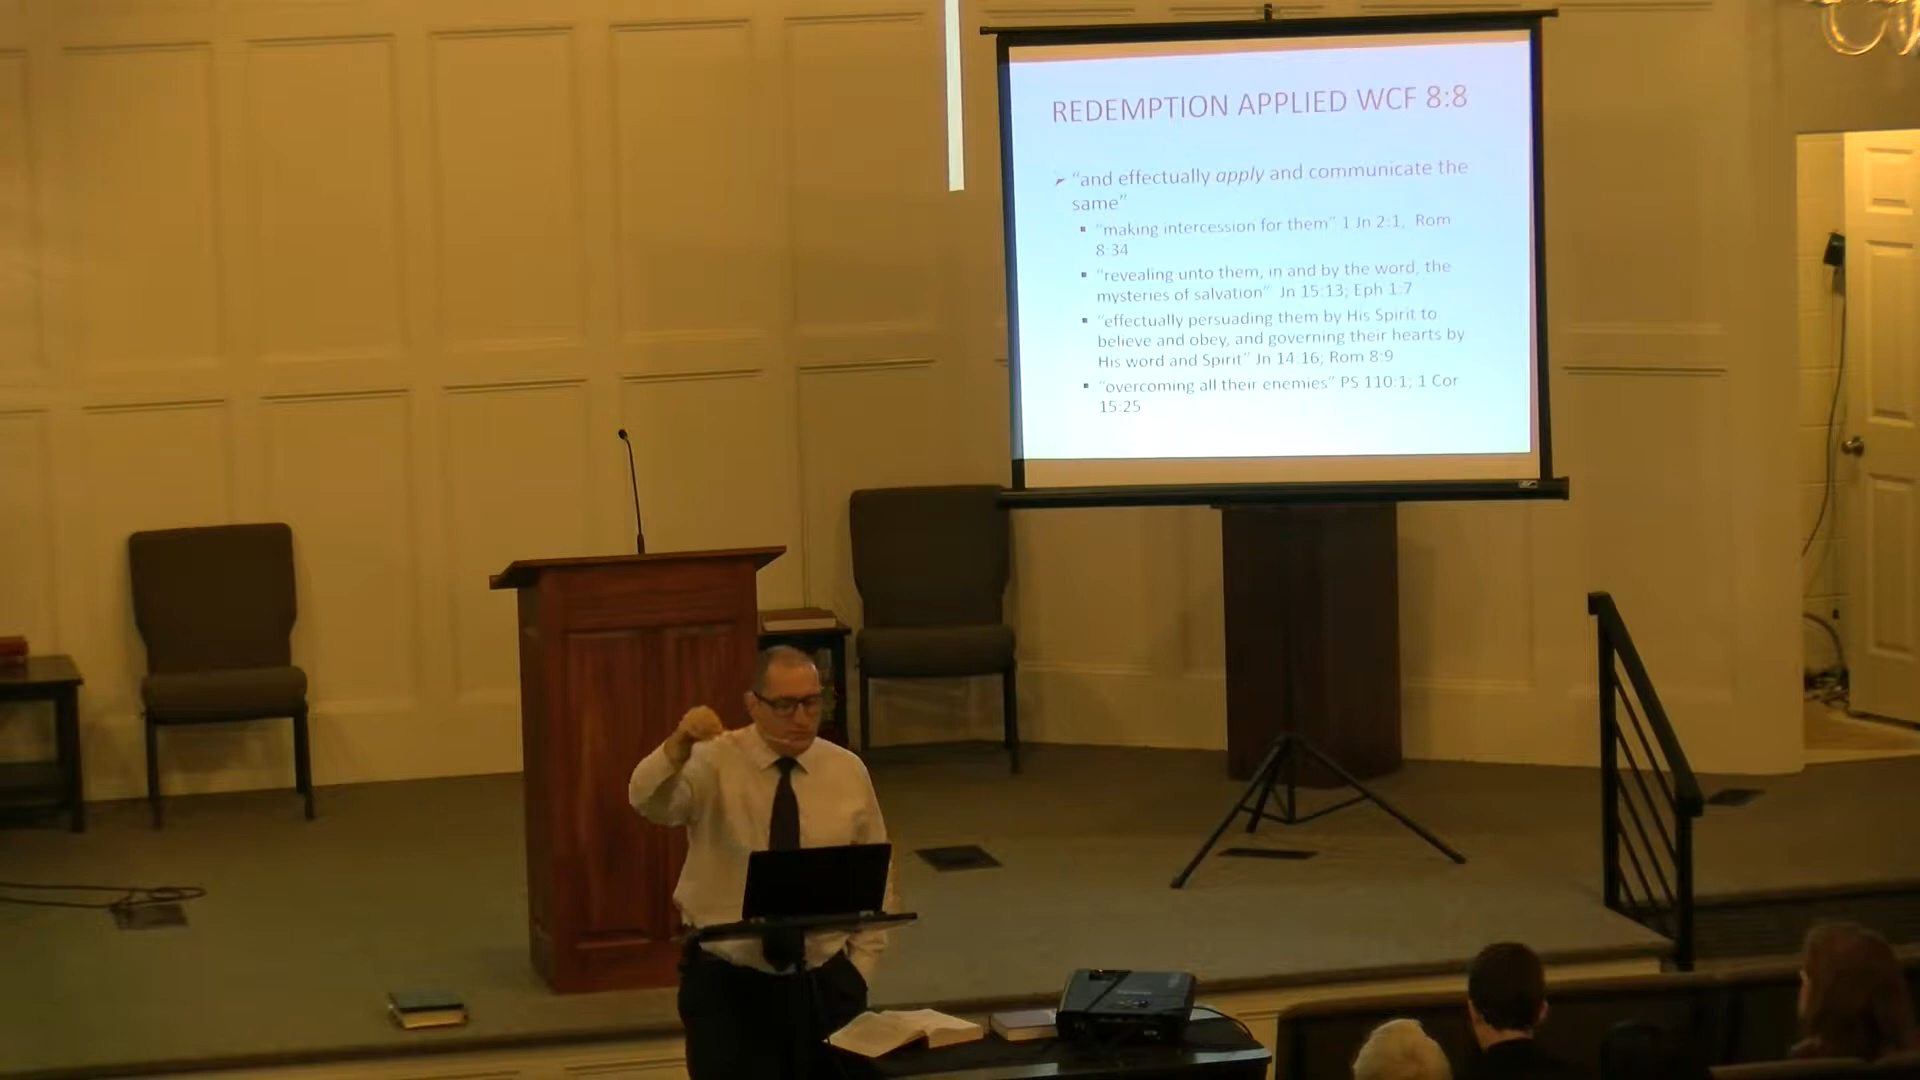 REDEMPTION APPLIED WCF 8:8
➢ "and effectually apply and communicate the
same"
▪ "making intercession for them" 1 Jn 2:1, Rom
8:34
▪ "revealing unto them, in and by the word, the
mysteries of salvation" Jn 15:13; Eph 1:7
▪ "effectually persuading them by His Spirit to
believe and obey, and governing their hearts by
His word and Spirit" Jn 14:16; Rom 8:9
▪ "overcoming all their enemies" PS 110:1; 1 Cor
15:25